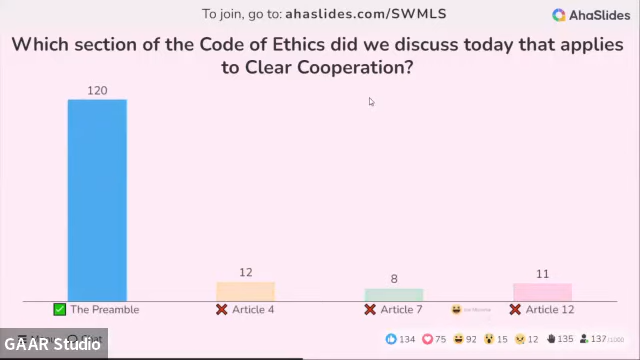 To join, go to: ahaslides.com/SWMLS
AhaSlides
Which section of the Code of Ethics did we discuss today that applies
to Clear Cooperation?
120
12
8
11
The Preamble
Article 4
Article 7
Article 12
GAAR Studio
134
75
92
15
12
135
137/1000